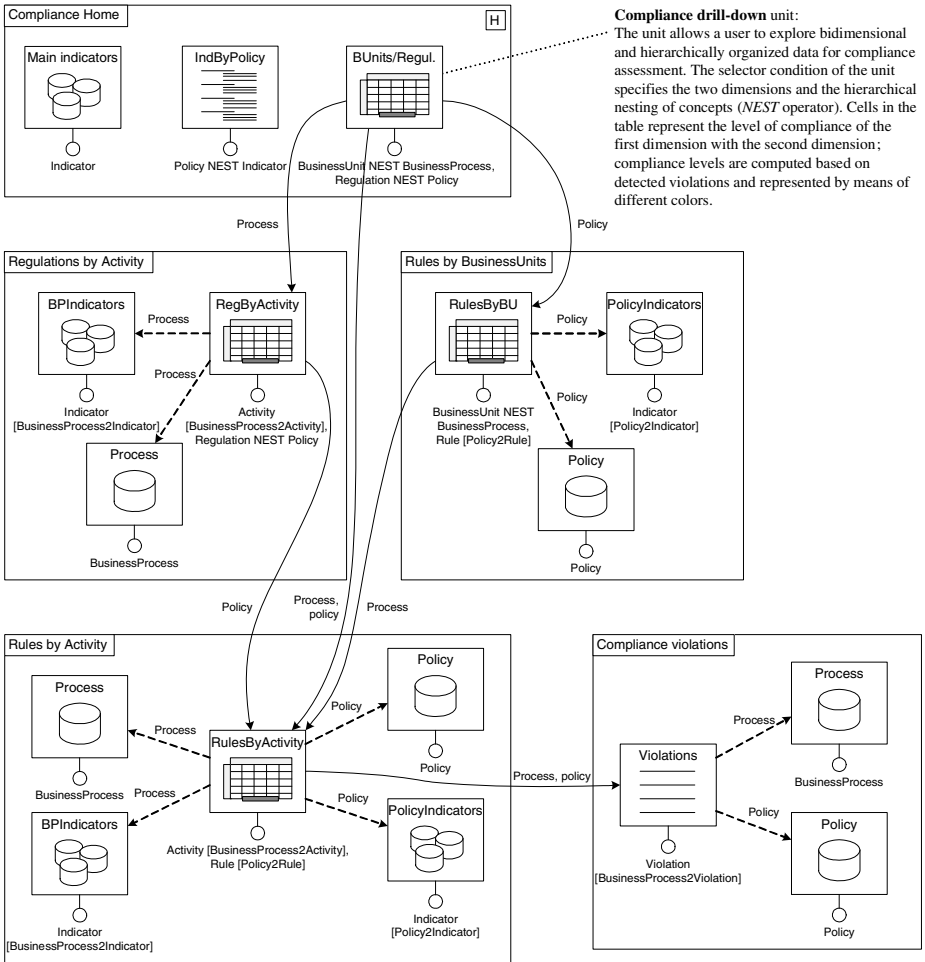 Compliance Home
H
Main indicators
Indicator
IndByPolicy
Policy NEST Indicator
BUnits/Regul.
BusinessUnit NEST BusinessProcess,
Regulation NEST Policy
Compliance drill-down unit:
The unit allows a user to explore bidimensional
and hierarchically organized data for compliance
assessment. The selector condition of the unit
specifies the two dimensions and the hierarchical
nesting of concepts (NEST operator). Cells in the
table represent the level of compliance of the
first dimension with the second dimension;
compliance levels are computed based on
detected violations and represented by means of
different colors.
Process
Policy
Regulations by Activity
BPIndicators
Process
RegByActivity
Process
Indicator
[BusinessProcess2Indicator]
Activity
[BusinessProcess2Activity],
Regulation NEST Policy
Process
BusinessProcess
Rules by BusinessUnits
RulesByBU
Policy
PolicyIndicators
Policy
BusinessUnit NEST
BusinessProcess,
Rule [Policy2Rule]
Indicator
[Policy2Indicator]
Policy
Policy
Policy
Process,
policy
Process
Rules by Activity
Process
BusinessProcess
Process
RulesByActivity
Policy
Policy
Policy
Process
BPIndicators
Indicator
[BusinessProcess2Indicator]
Activity [BusinessProcess2Activity],
Rule [Policy2Rule]
Policy
PolicyIndicators
Indicator
[Policy2Indicator]
Process, policy
Compliance violations
Violations
Violation
[BusinessProcess2Violation]
Process
Process
BusinessProcess
Policy
Policy
Policy